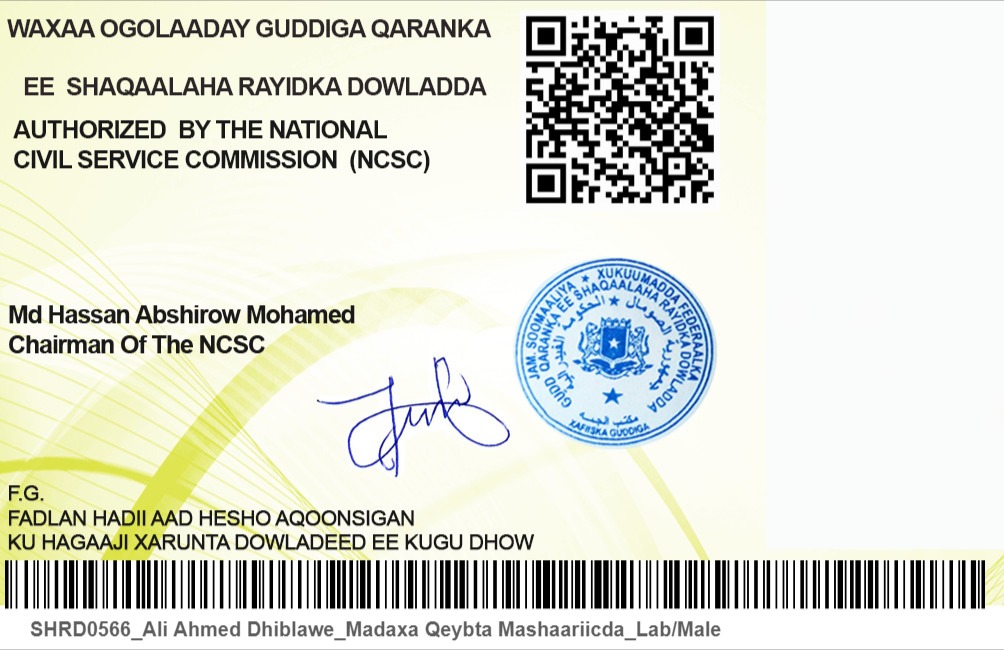 WAXAA OGOLAADAY GUDDIGA QARANKA
EE SHAQAALAHA RAYIDKA DOWLADDA
AUTHORIZED BY THE NATIONAL
CIVIL SERVICE COMMISSION (NCSC)
Md Hassan Abshirow Mohamed
Chairman Of The NCSC
JAM. SOOMAALIYA ★ XUKUUMADDA FEDERAALKA
GUDD QARANKA EE SHAQAALAHA RAYIDKA DOWLADDA
XAFIISKA GUDDIGA
F.G.
FADLAN HADII AAD HESHO AQOONSIGAN
KU HAGAAJI XARUNTA DOWLADEED EE KUGU DHOW
SHRD0566_Ali Ahmed Dhiblawe_Madaxa Qeybta Mashaariicda_Lab/Male